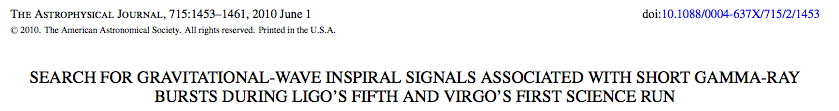 THE ASTROPHYSICAL JOURNAL, 715:1453–1461, 2010 June 1
doi:10.1088/0004-637X/715/2/1453
© 2010. The American Astronomical Society. All rights reserved. Printed in the U.S.A.
SEARCH FOR GRAVITATIONAL-WAVE INSPIRAL SIGNALS ASSOCIATED WITH SHORT GAMMA-RAY
BURSTS DURING LIGO'S FIFTH AND VIRGO'S FIRST SCIENCE RUN